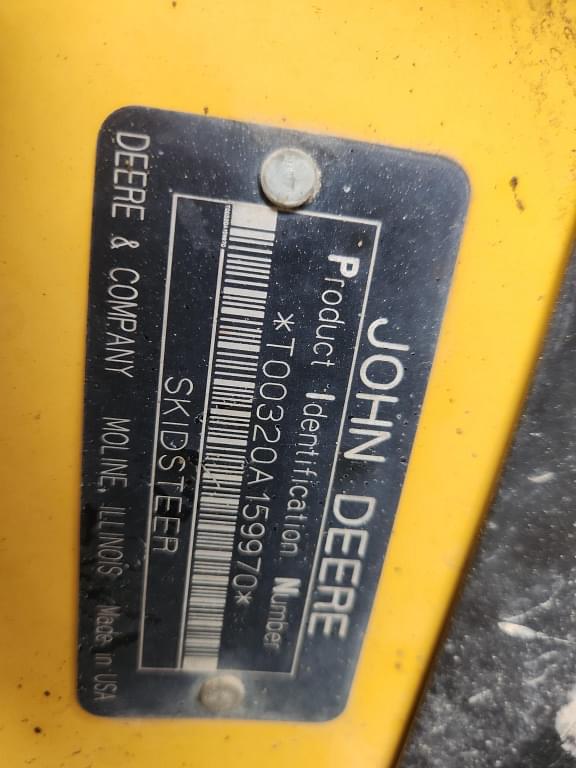 JOHN DEERE
Product Identification Number
*T00320A159970*
SKIDSTEER
DEERE & COMPANY MOLINE, ILLINOIS Made in USA